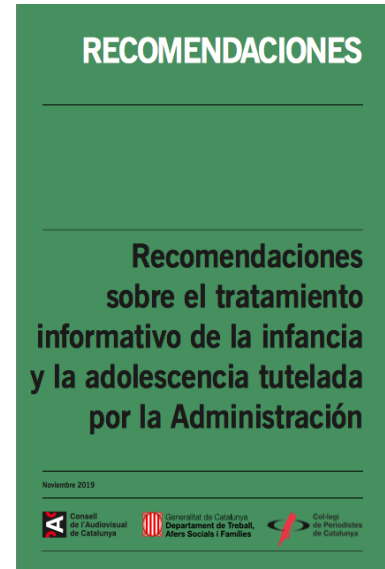 RECOMENDACIONES
Recomendaciones
sobre el tratamiento
informativo de la infancia
y la adolescencia tutelada
por la Administración
Noviembre 2019
Consell
de l'Audiovisual
de Catalunya
Generalitat de Catalunya
Departament de Treball,
Afers Socials i Famílies
Col·legi
de Periodistes
de Catalunya